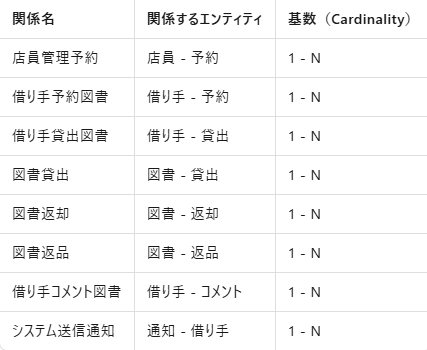 関係名 関係するエンティティ 基数（Cardinality）
店員管理予約 店員 - 予約 1 - N
借り手予約図書 借り手 - 予約 1 - N
借り手貸出図書 借り手 - 貸出 1 - N
図書貸出 図書 - 貸出 1 - N
図書返却 図書 - 返却 1 - N
図書返品 図書 - 返品 1 - N
借り手コメント図書 借り手 - コメント 1 - N
システム送信通知 通知 - 借り手 1 - N